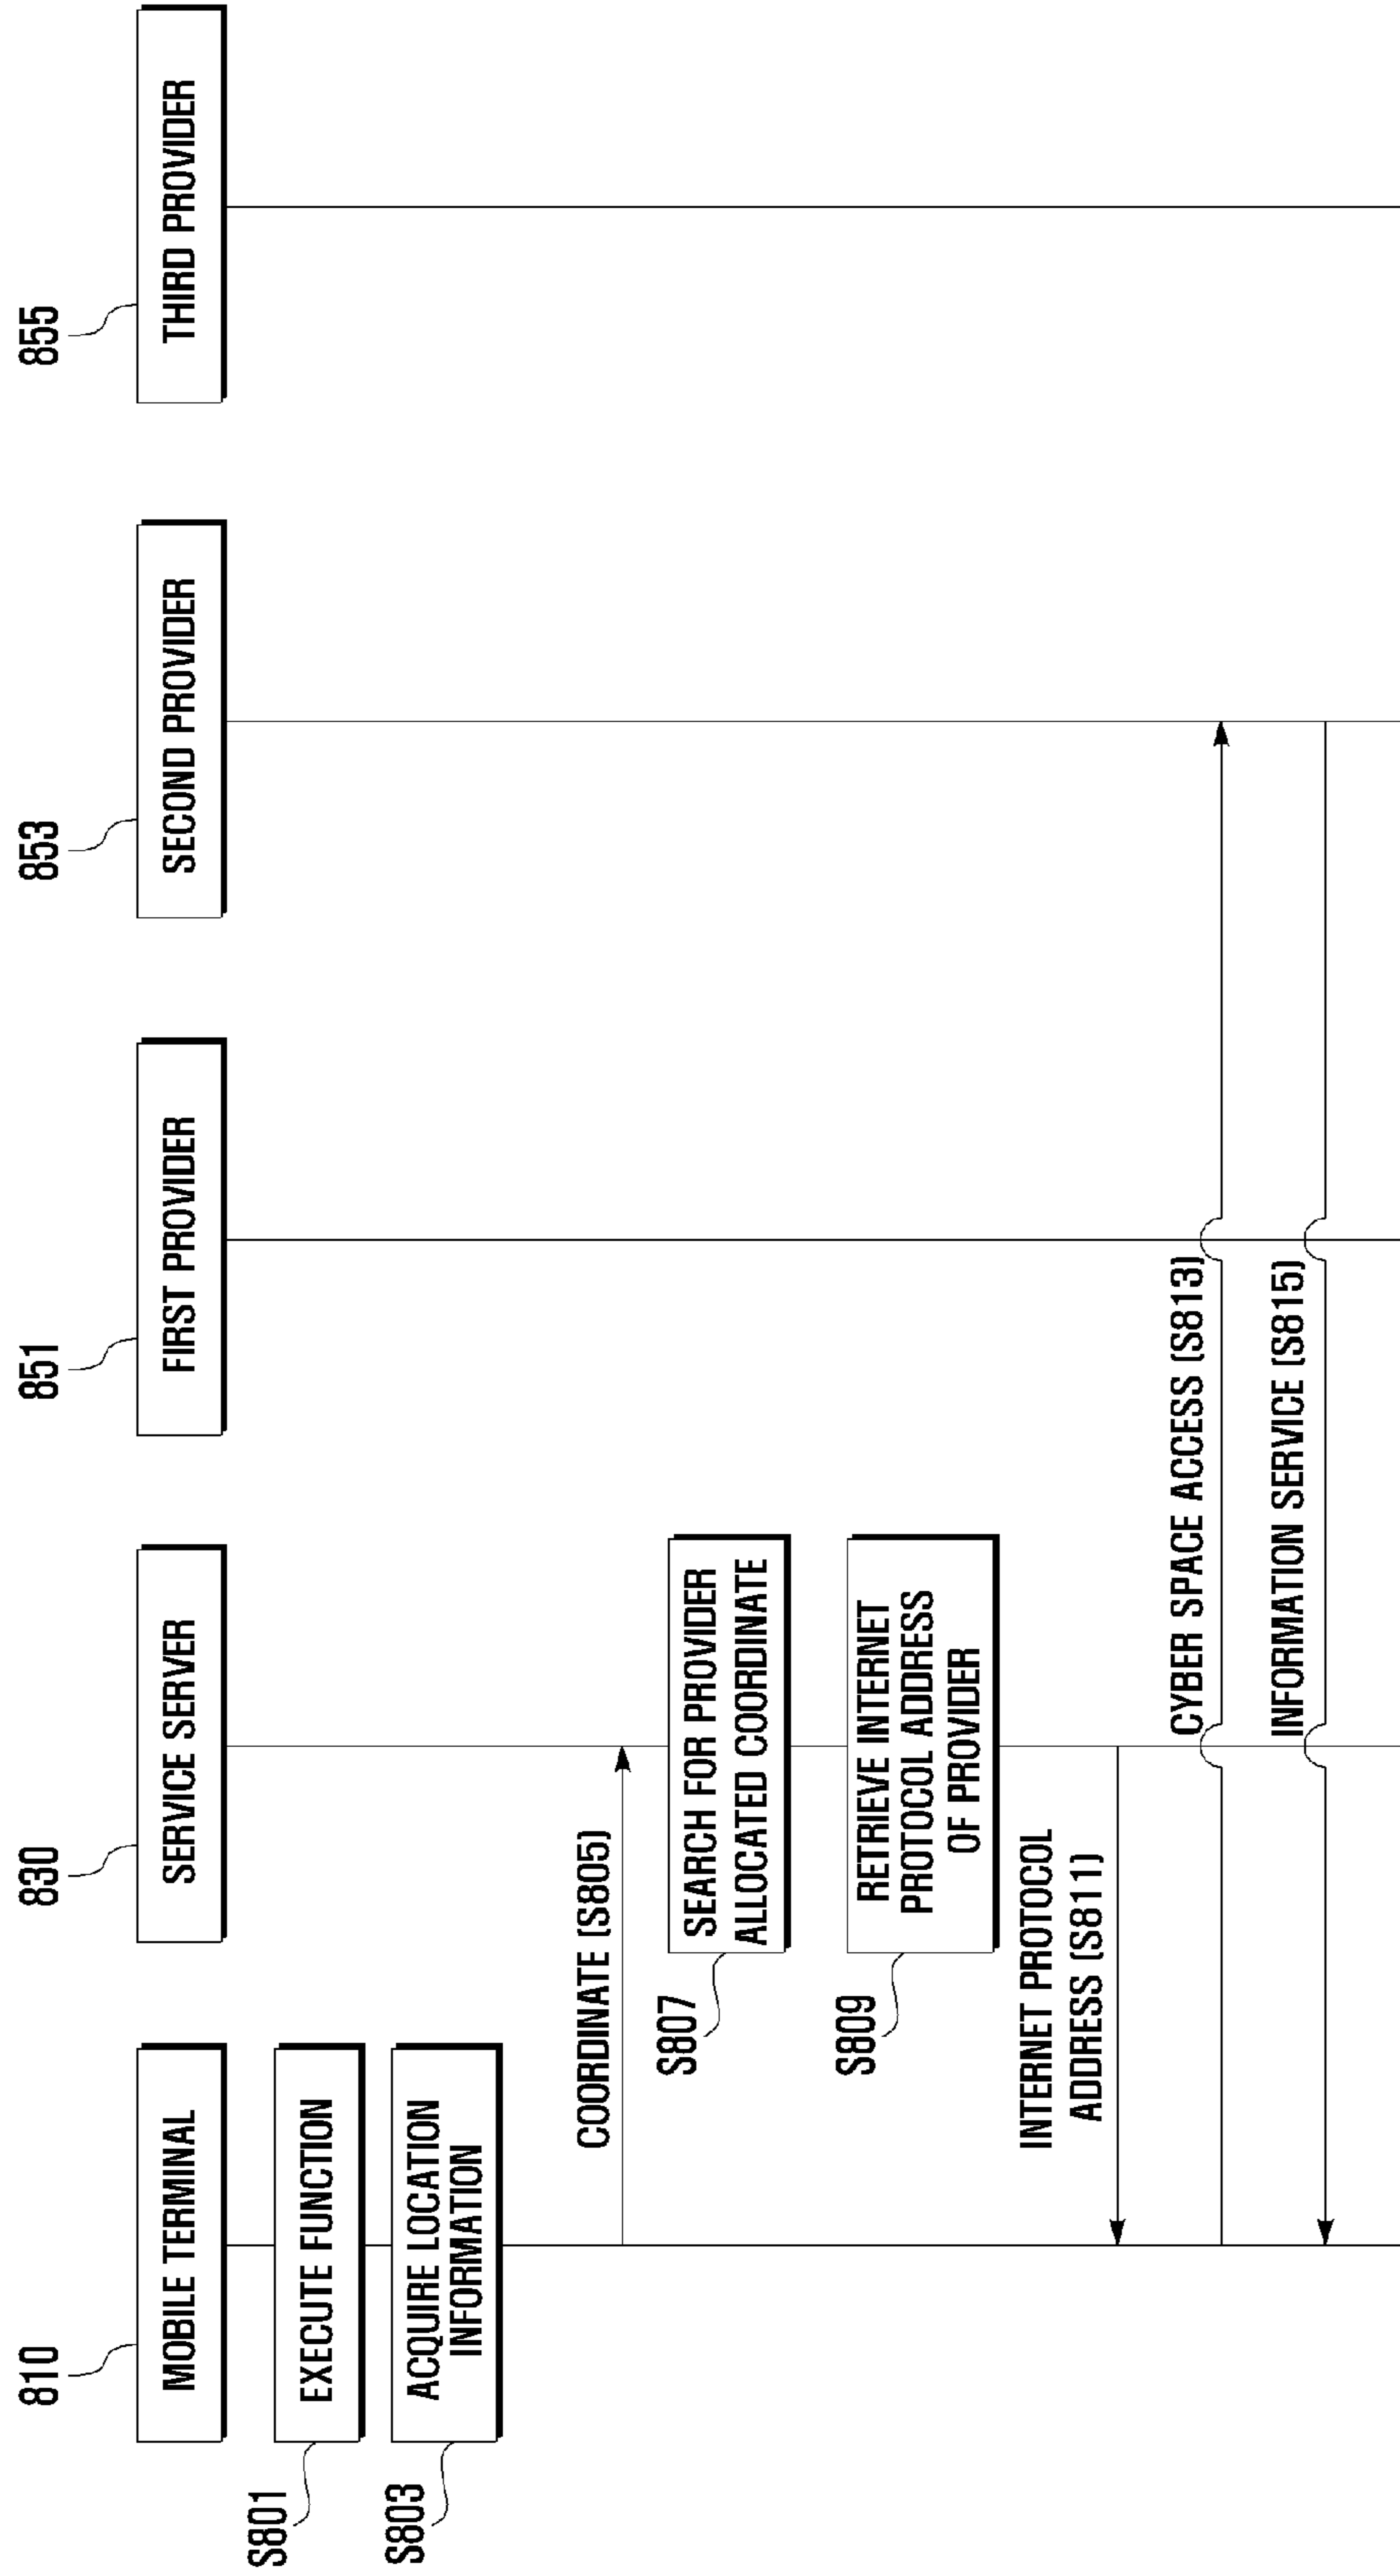 810
MOBILE TERMINAL
830
SERVICE SERVER
851
FIRST PROVIDER
853
SECOND PROVIDER
855
THIRD PROVIDER
S801
EXECUTE FUNCTION
S803
ACQUIRE LOCATION
INFORMATION
COORDINATE (S805)
S807
SEARCH FOR PROVIDER
ALLOCATED COORDINATE
S809
RETRIEVE INTERNET
PROTOCOL ADDRESS
OF PROVIDER
INTERNET PROTOCOL
ADDRESS (S811)
CYBER SPACE ACCESS (S813)
INFORMATION SERVICE (S815)